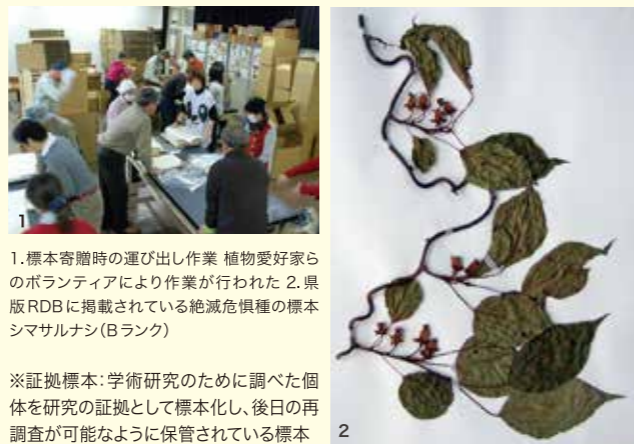 1
1.標本寄贈時の運び出し作業 植物愛好家ら
のボランティアにより作業が行われた 2.県
版RDBに掲載されている絶滅危惧種の標本
シマサルナシ(Bランク)
※証拠標本:学術研究のために調べた個
体を研究の証拠として標本化し、後日の再
調査が可能なように保管されている標本
2